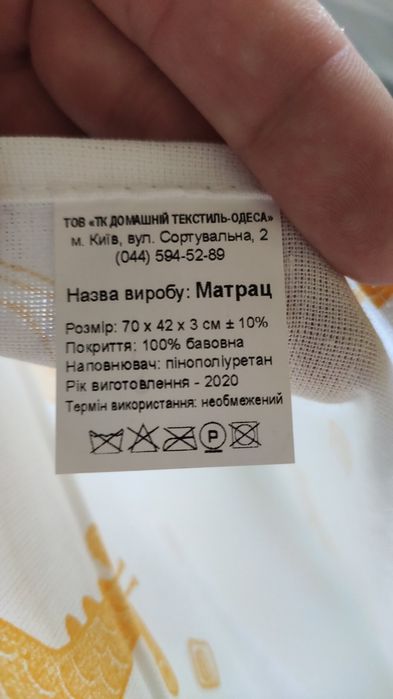 ТОВ «ТК ДОМАШНІЙ ТЕКСТИЛЬ-ОДЕСА»
м. Київ, вул. Сортувальна, 2
(044) 594-52-89
Назва виробу: Матрац
Розмір: 70 х 42 х 3 см ± 10%
Покриття: 100% бавовна
Наповнювач: пінополіуретан
Рік виготовлення - 2020
Термін використання: необмежений
P